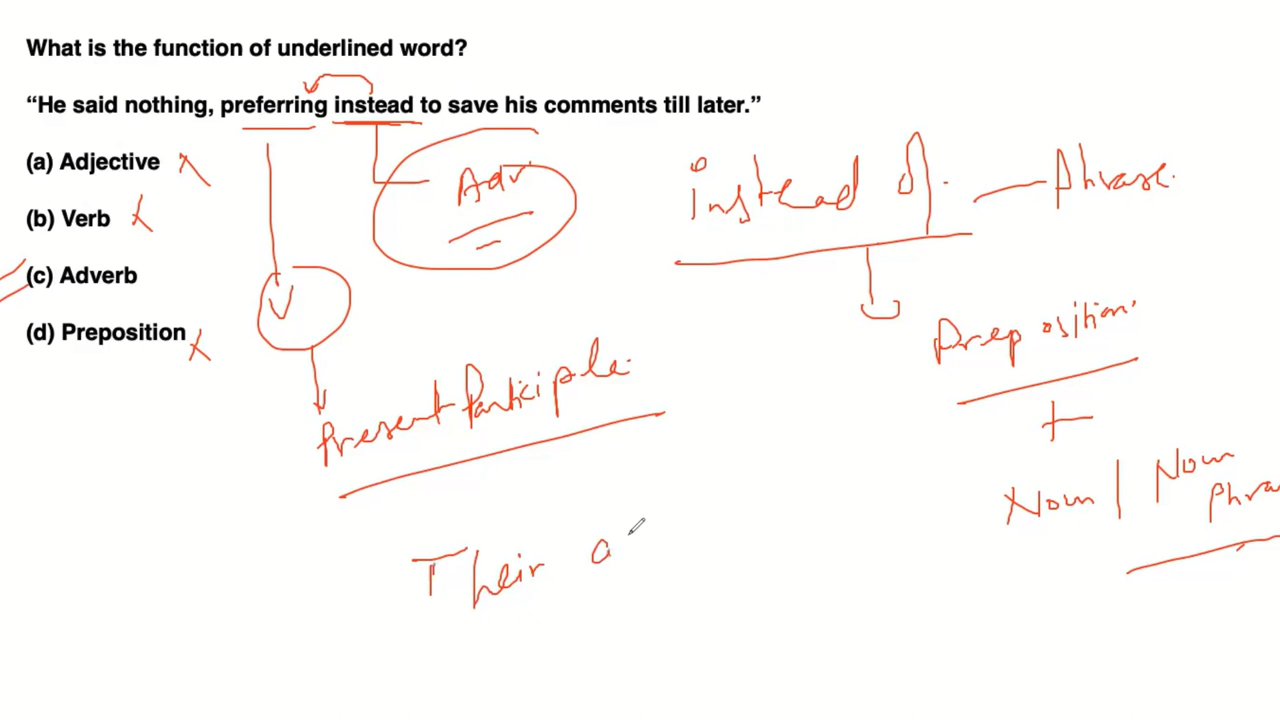 What is the function of underlined word?
“He said nothing, preferring instead to save his comments till later.”
(a) Adjective
(b) Verb
(c) Adverb
(d) Preposition
Adv
V
Present Participle
instead of
Phrase
Preposition
+
Noun | Noun
Phra
Their a